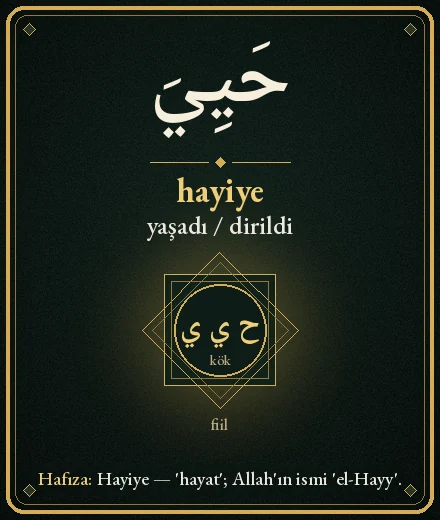 حَيِيَ
hayiye
yaşadı / dirildi
ح ي ي
kök
fiil
Hafıza: Hayiye — 'hayat'; Allah'ın ismi 'el-Hayy'.